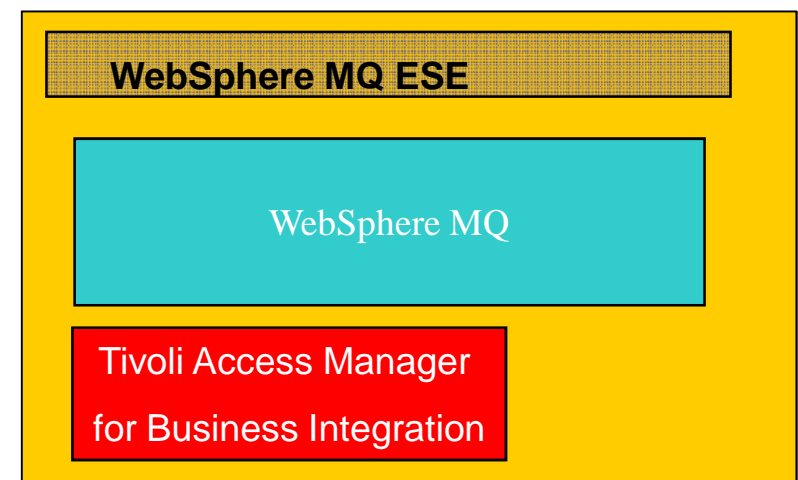 WebSphere MQ ESE
WebSphere MQ
Tivoli Access Manager
for Business Integration